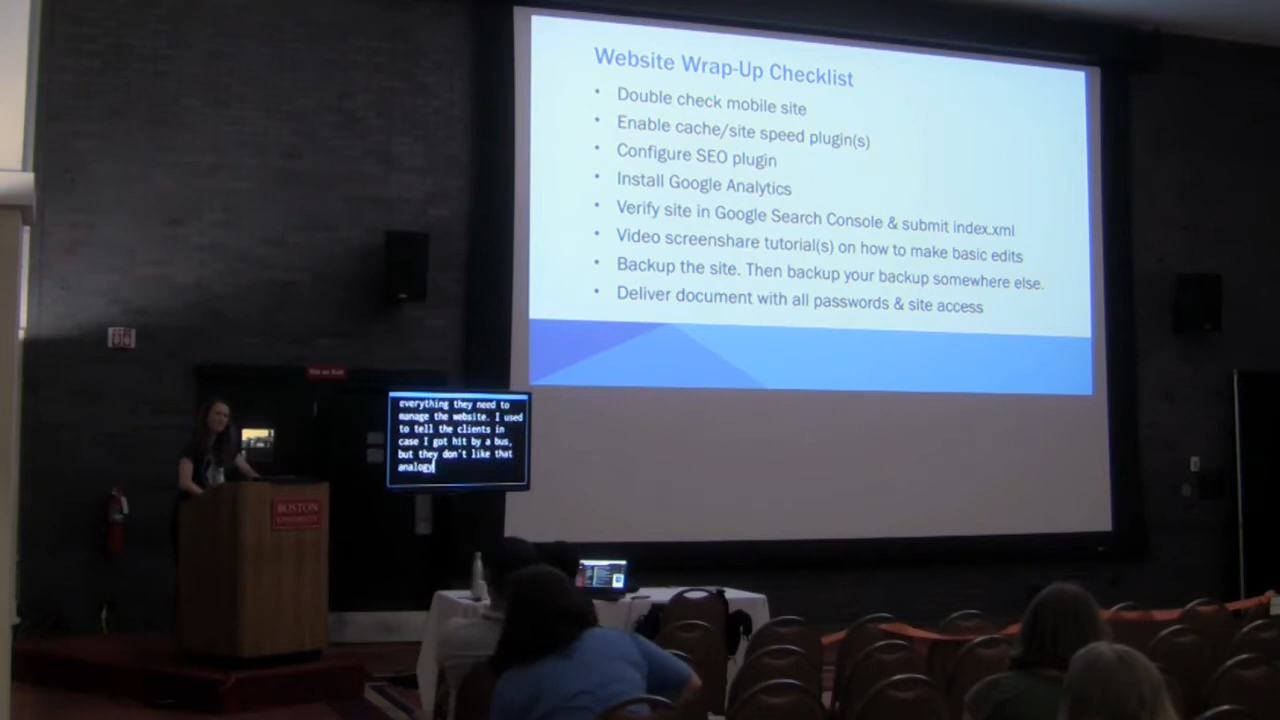 Website Wrap-Up Checklist
• Double check mobile site
• Enable cache/site speed plugin(s)
• Configure SEO plugin
• Install Google Analytics
• Verify site in Google Search Console & submit index.xml
• Video screenshare tutorial(s) on how to make basic edits
• Backup the site. Then backup your backup somewhere else.
• Deliver document with all passwords & site access
everything they need to
manage the website. I used
to tell the clients in
case I got hit by a bus,
but they don't like that
analogy
BOSTON
UNIVERSITY